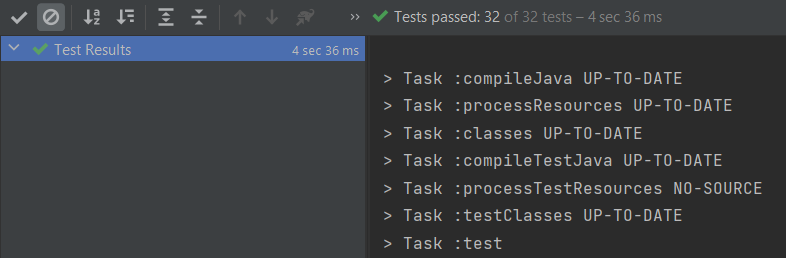 Tests passed: 32 of 32 tests – 4 sec 36 ms
Test Results 4 sec 36 ms
> Task :compileJava UP-TO-DATE
> Task :processResources UP-TO-DATE
> Task :classes UP-TO-DATE
> Task :compileTestJava UP-TO-DATE
> Task :processTestResources NO-SOURCE
> Task :testClasses UP-TO-DATE
> Task :test